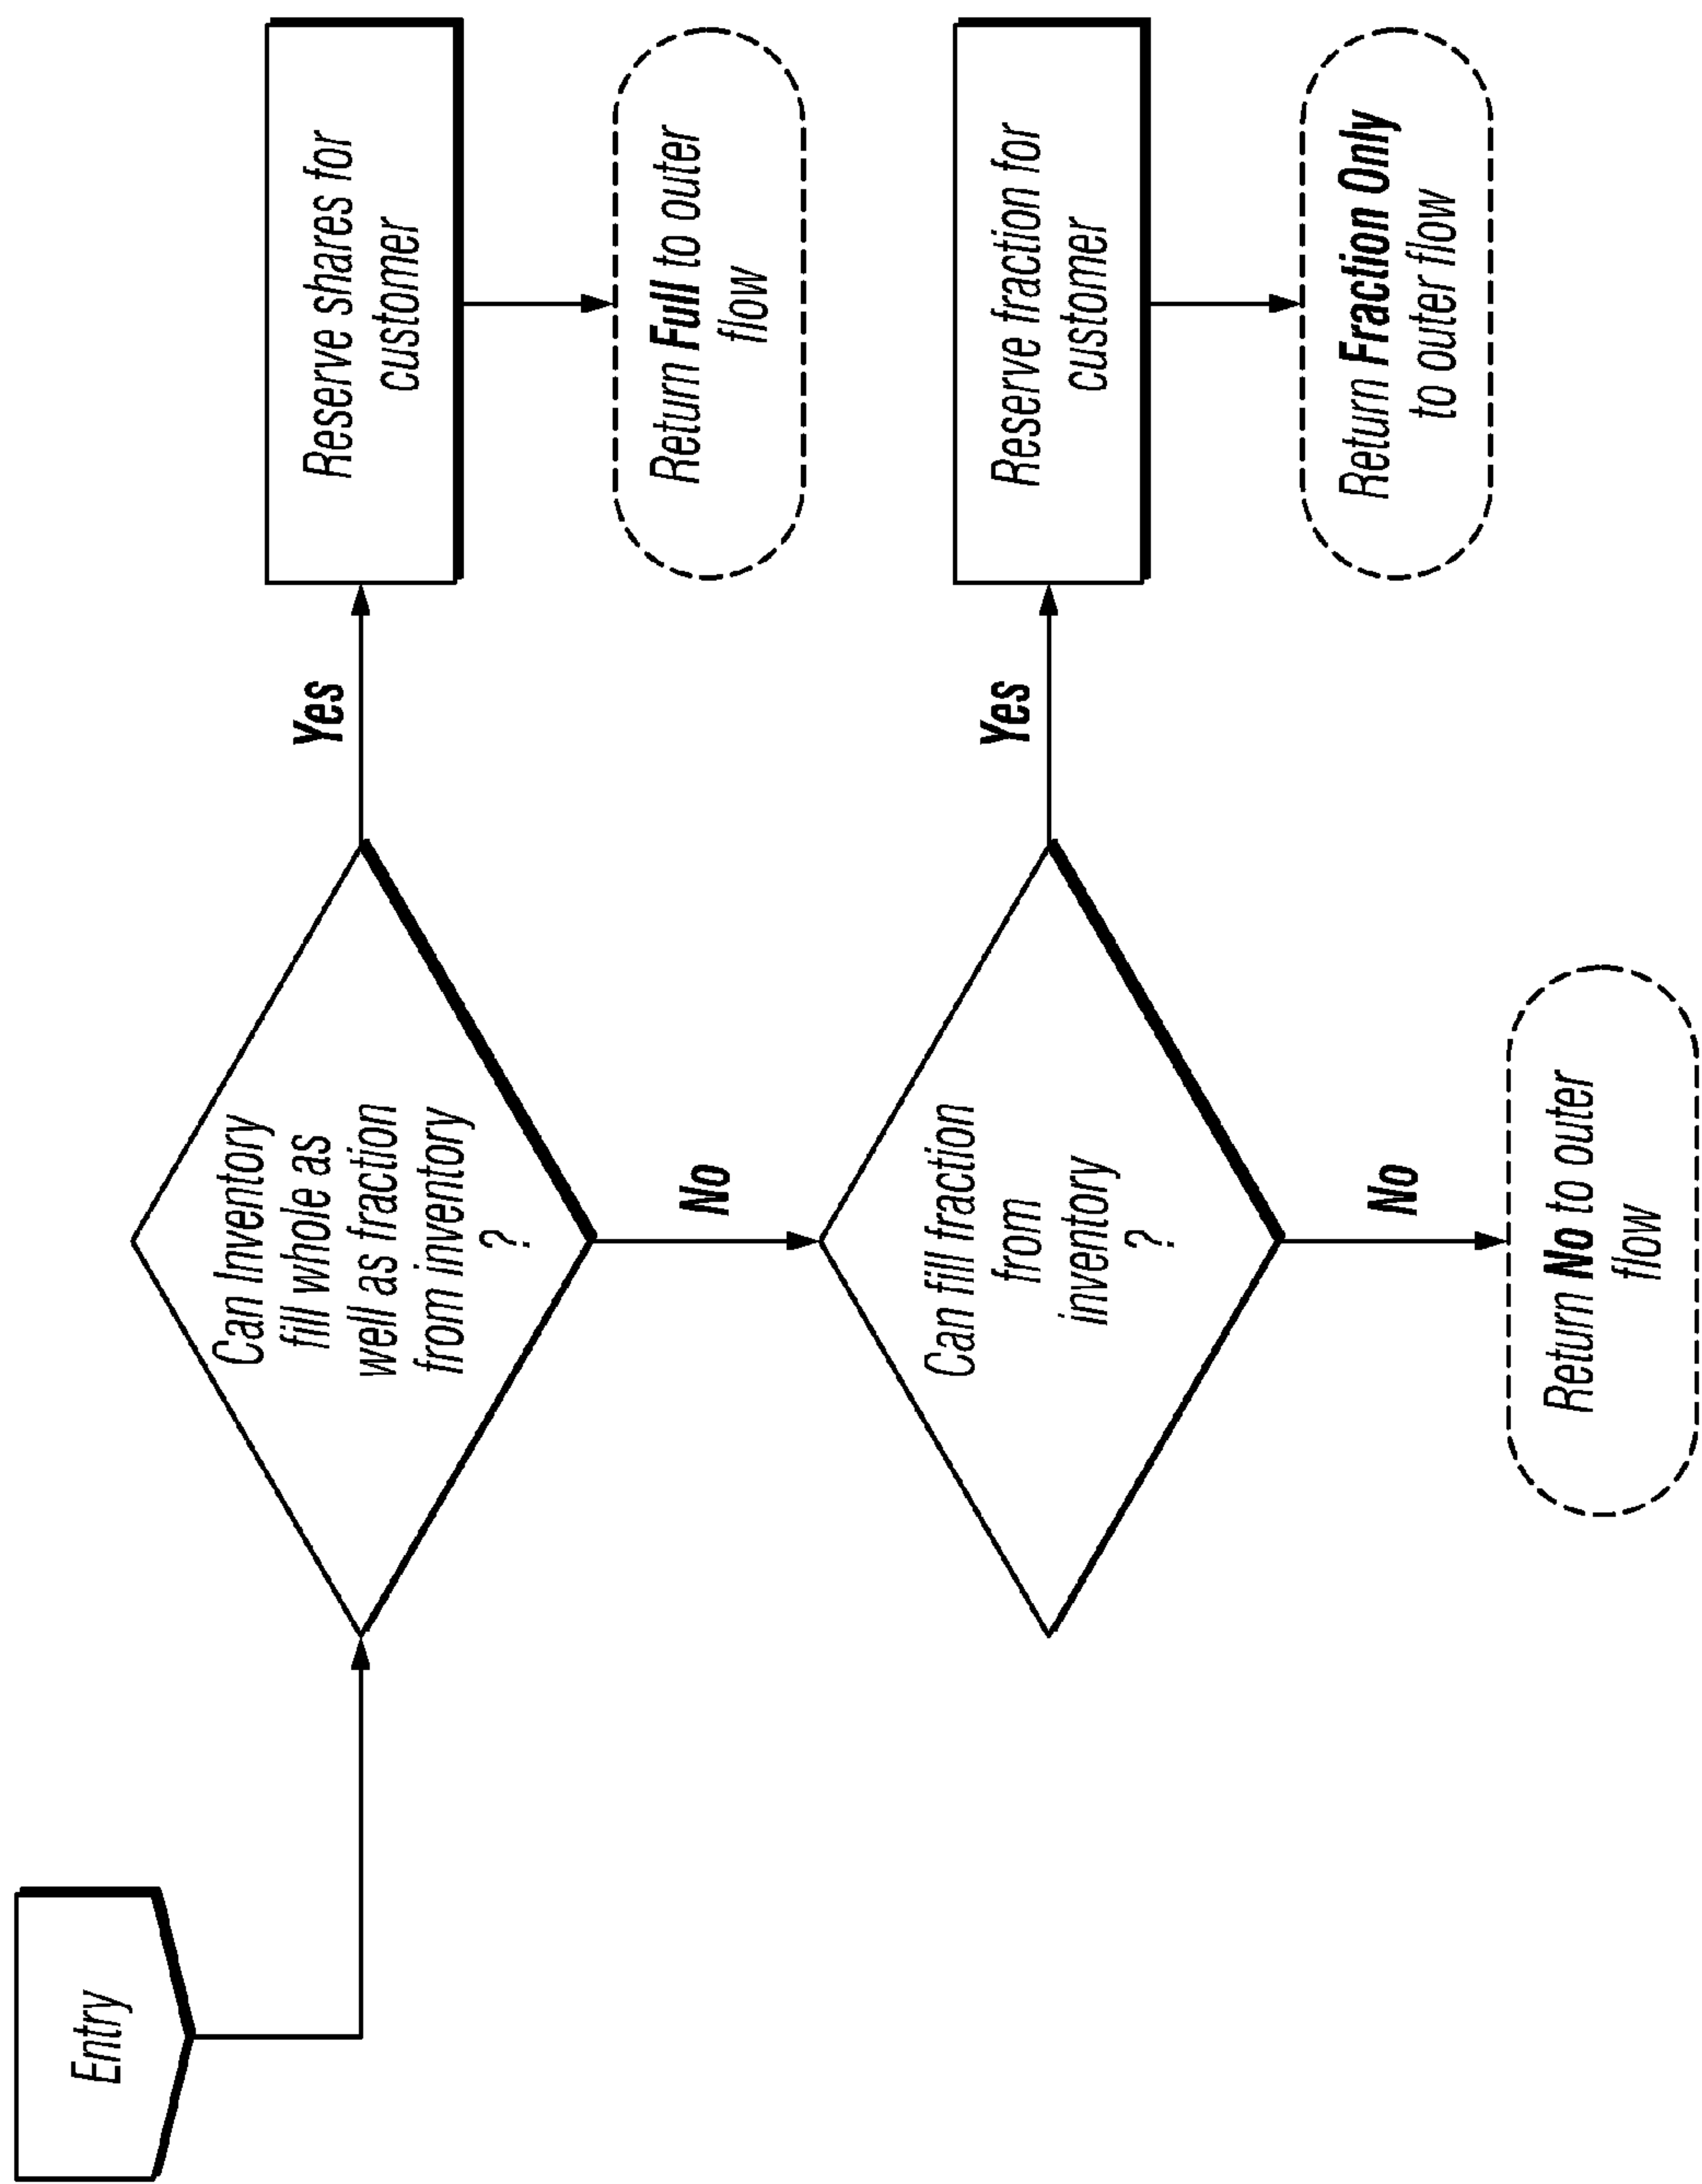 Entry
Can Inventory
fill whole as
well as fraction
from inventory
?
Yes
Reserve shares for
customer
Return Full to outer
flow
No
Can fill fraction
from
inventory
?
Yes
Reserve fraction for
customer
Return Fraction Only
to outer flow
No
Return No to outer
flow